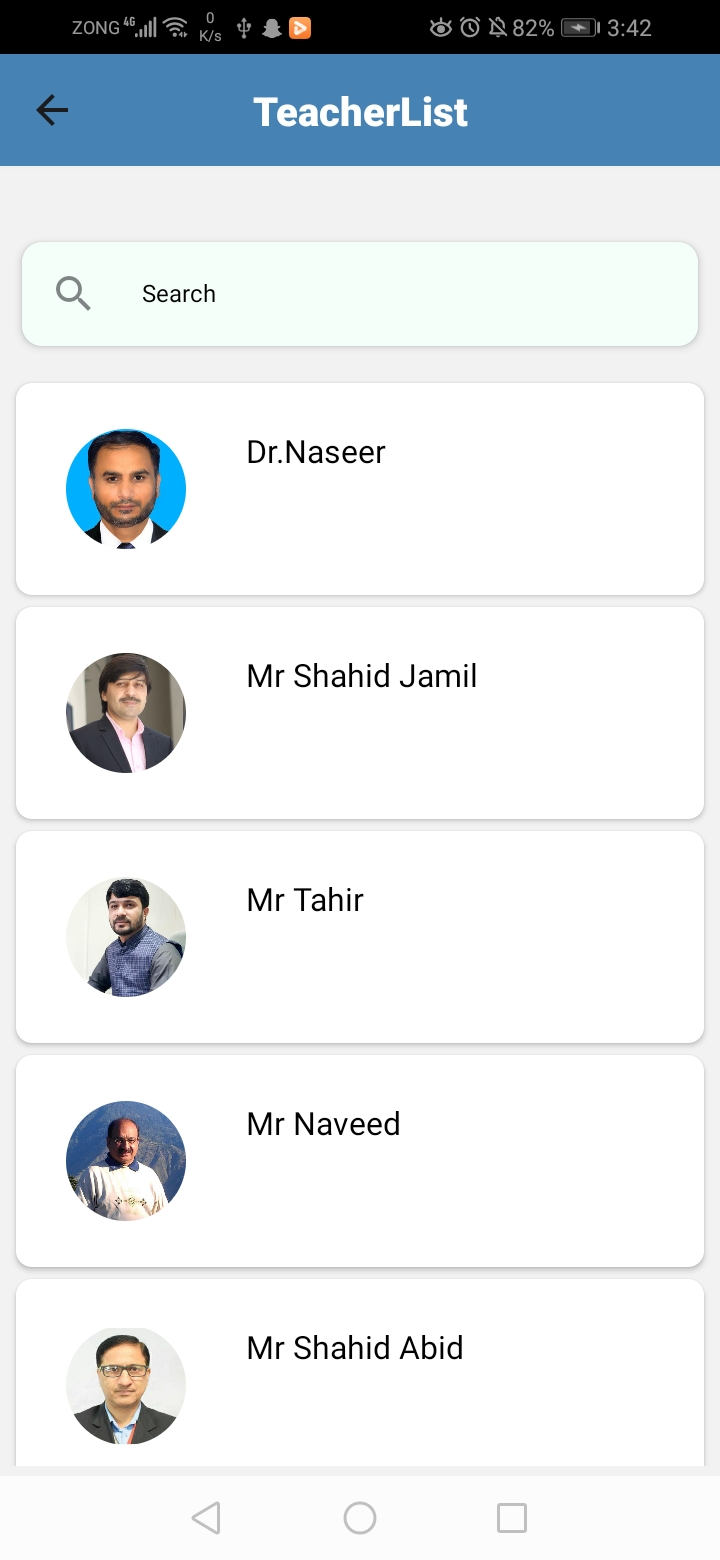 ZONG 4G 0 K/s 82% 3:42
TeacherList
Search
Dr.Naseer
Mr Shahid Jamil
Mr Tahir
Mr Naveed
Mr Shahid Abid